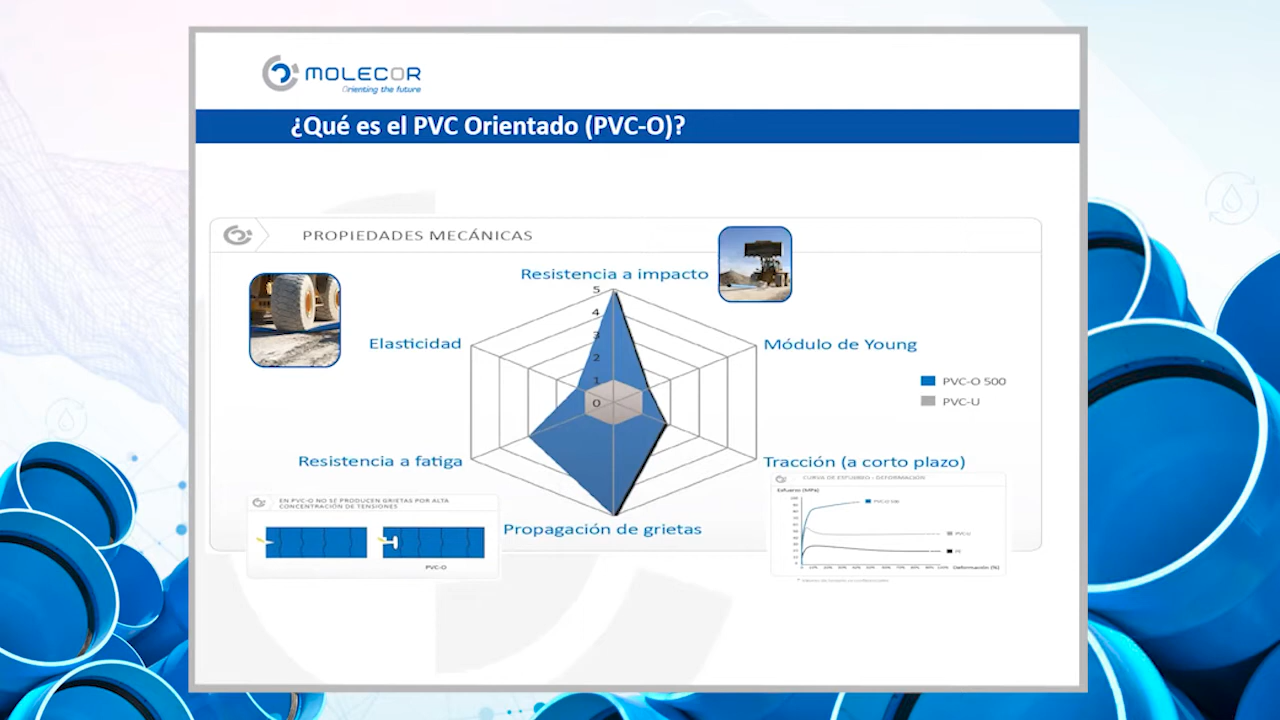 MOLECOR
Orienting the future
¿Qué es el PVC Orientado (PVC-O)?
PROPIEDADES MECÁNICAS
Resistencia a impacto
5
4
3
2
1
0
Elasticidad
Módulo de Young
PVC-O 500
PVC-U
Resistencia a fatiga
Tracción (a corto plazo)
Propagación de grietas
EN PVC-O NO SE PRODUCEN GRIETAS POR ALTA
CONCENTRACIÓN DE TENSIONES
PVC-O
CURVA DE ESFUERZO - DEFORMACIÓN
Esfuerzo (MPa)
PVC-O 500
PVC-U
PE
Deformación (%)